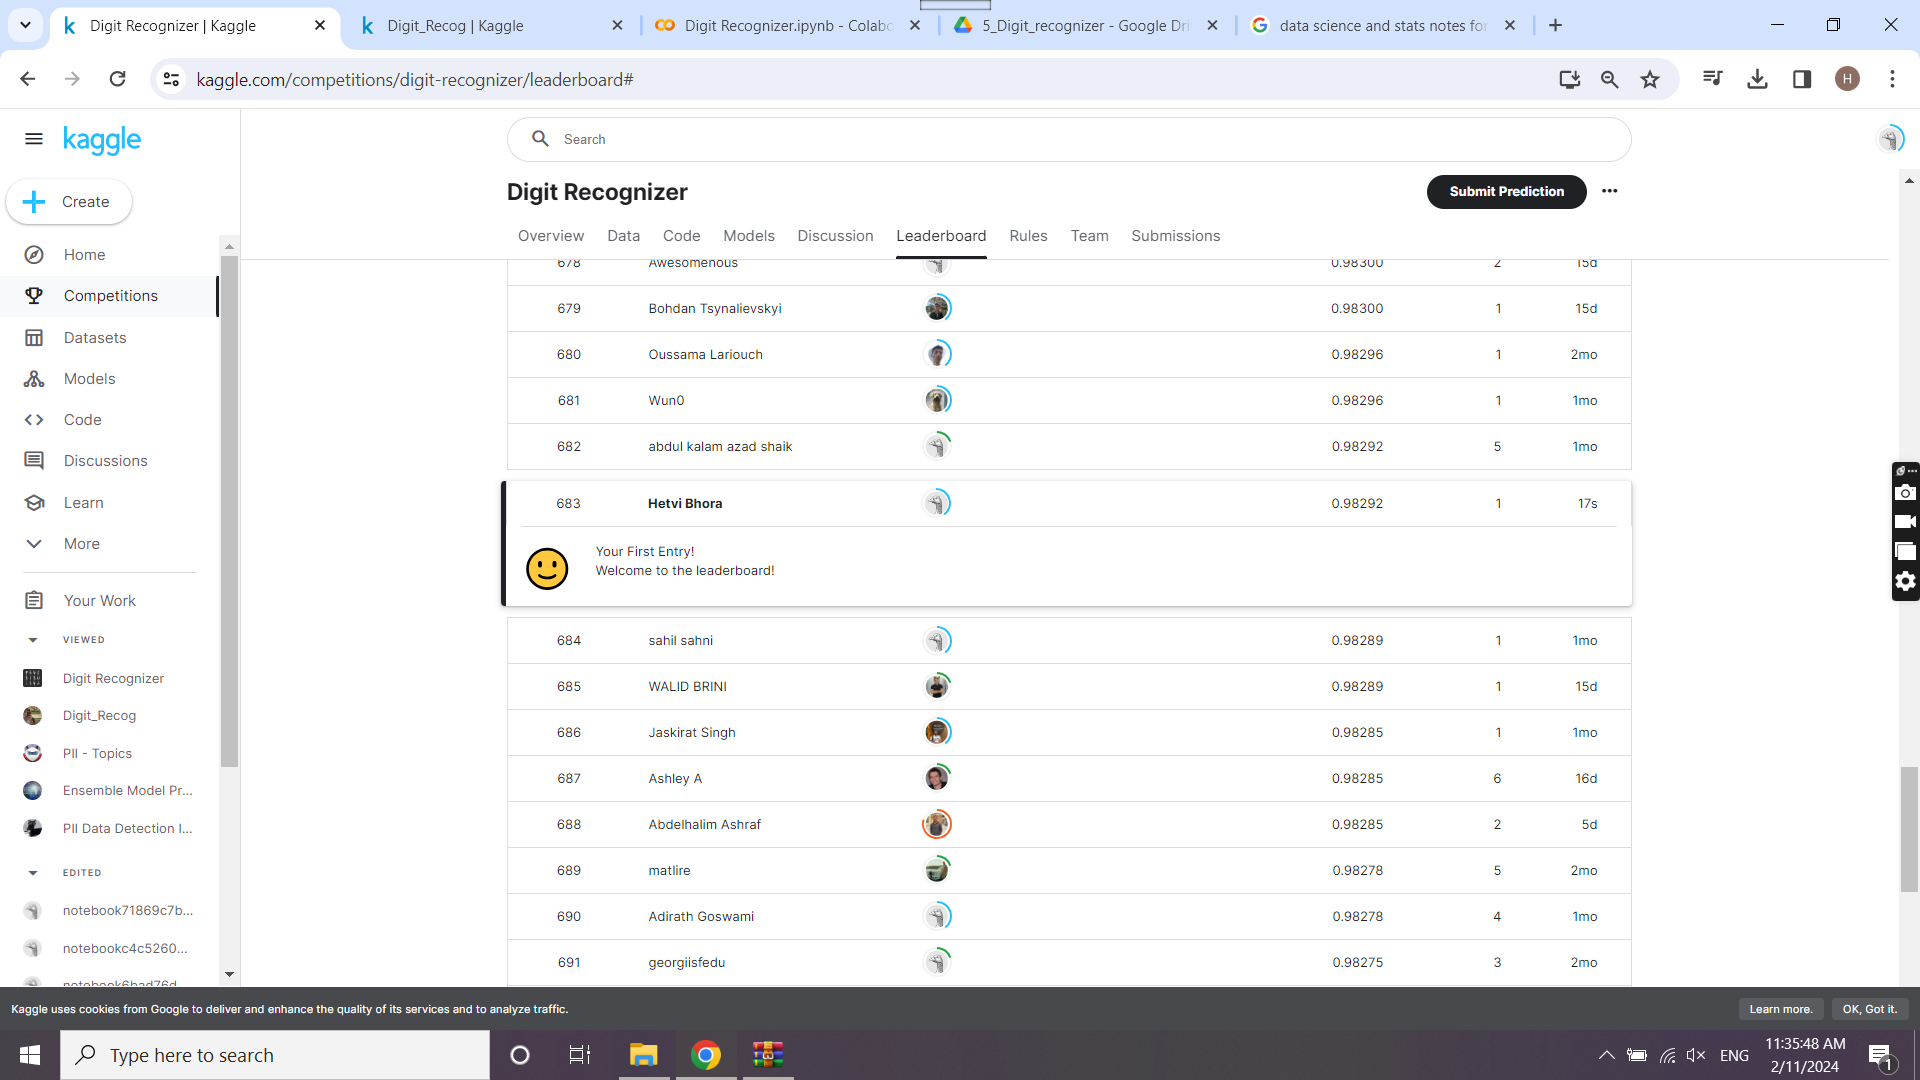 Digit Recognizer | Kaggle
Digit_Recog | Kaggle
Digit Recognizer.ipynb - Colabo
5_Digit_recognizer - Google Dri
data science and stats notes for
kaggle.com/competitions/digit-recognizer/leaderboard#
H
kaggle
Search
Create
Digit Recognizer
Submit Prediction
Overview Data Code Models Discussion Leaderboard Rules Team Submissions
Home
Competitions
Datasets
Models
Code
Discussions
Learn
More
Your Work
VIEWED
Digit Recognizer
Digit_Recog
PII - Topics
Ensemble Model Pr...
PII Data Detection I...
EDITED
notebook71869c7b...
notebookc4c5260...
notebook6bad76d
678 Awesomenous 0.98300 2 15d
679 Bohdan Tsynalievskyi 0.98300 1 15d
680 Oussama Lariouch 0.98296 1 2mo
681 Wun0 0.98296 1 1mo
682 abdul kalam azad shaik 0.98292 5 1mo
683 Hetvi Bhora 0.98292 1 17s
Your First Entry!
Welcome to the leaderboard!
684 sahil sahni 0.98289 1 1mo
685 WALID BRINI 0.98289 1 15d
686 Jaskirat Singh 0.98285 1 1mo
687 Ashley A 0.98285 6 16d
688 Abdelhalim Ashraf 0.98285 2 5d
689 matlire 0.98278 5 2mo
690 Adirath Goswami 0.98278 4 1mo
691 georgiisfedu 0.98275 3 2mo
Kaggle uses cookies from Google to deliver and enhance the quality of its services and to analyze traffic.
Learn more.
OK, Got it.
Type here to search
ENG
11:35:48 AM
2/11/2024
1